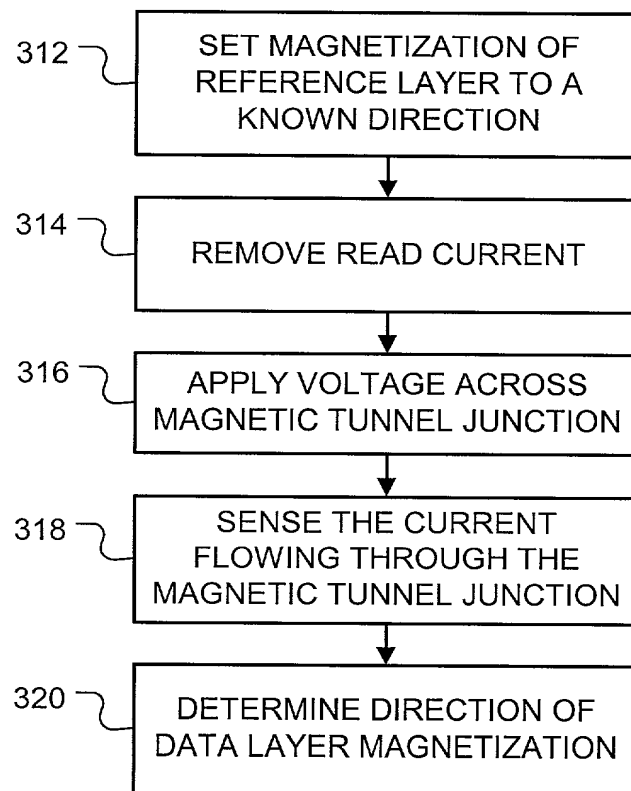 312
SET MAGNETIZATION OF
REFERENCE LAYER TO A
KNOWN DIRECTION
314
REMOVE READ CURRENT
316
APPLY VOLTAGE ACROSS
MAGNETIC TUNNEL JUNCTION
318
SENSE THE CURRENT
FLOWING THROUGH THE
MAGNETIC TUNNEL JUNCTION
320
DETERMINE DIRECTION OF
DATA LAYER MAGNETIZATION